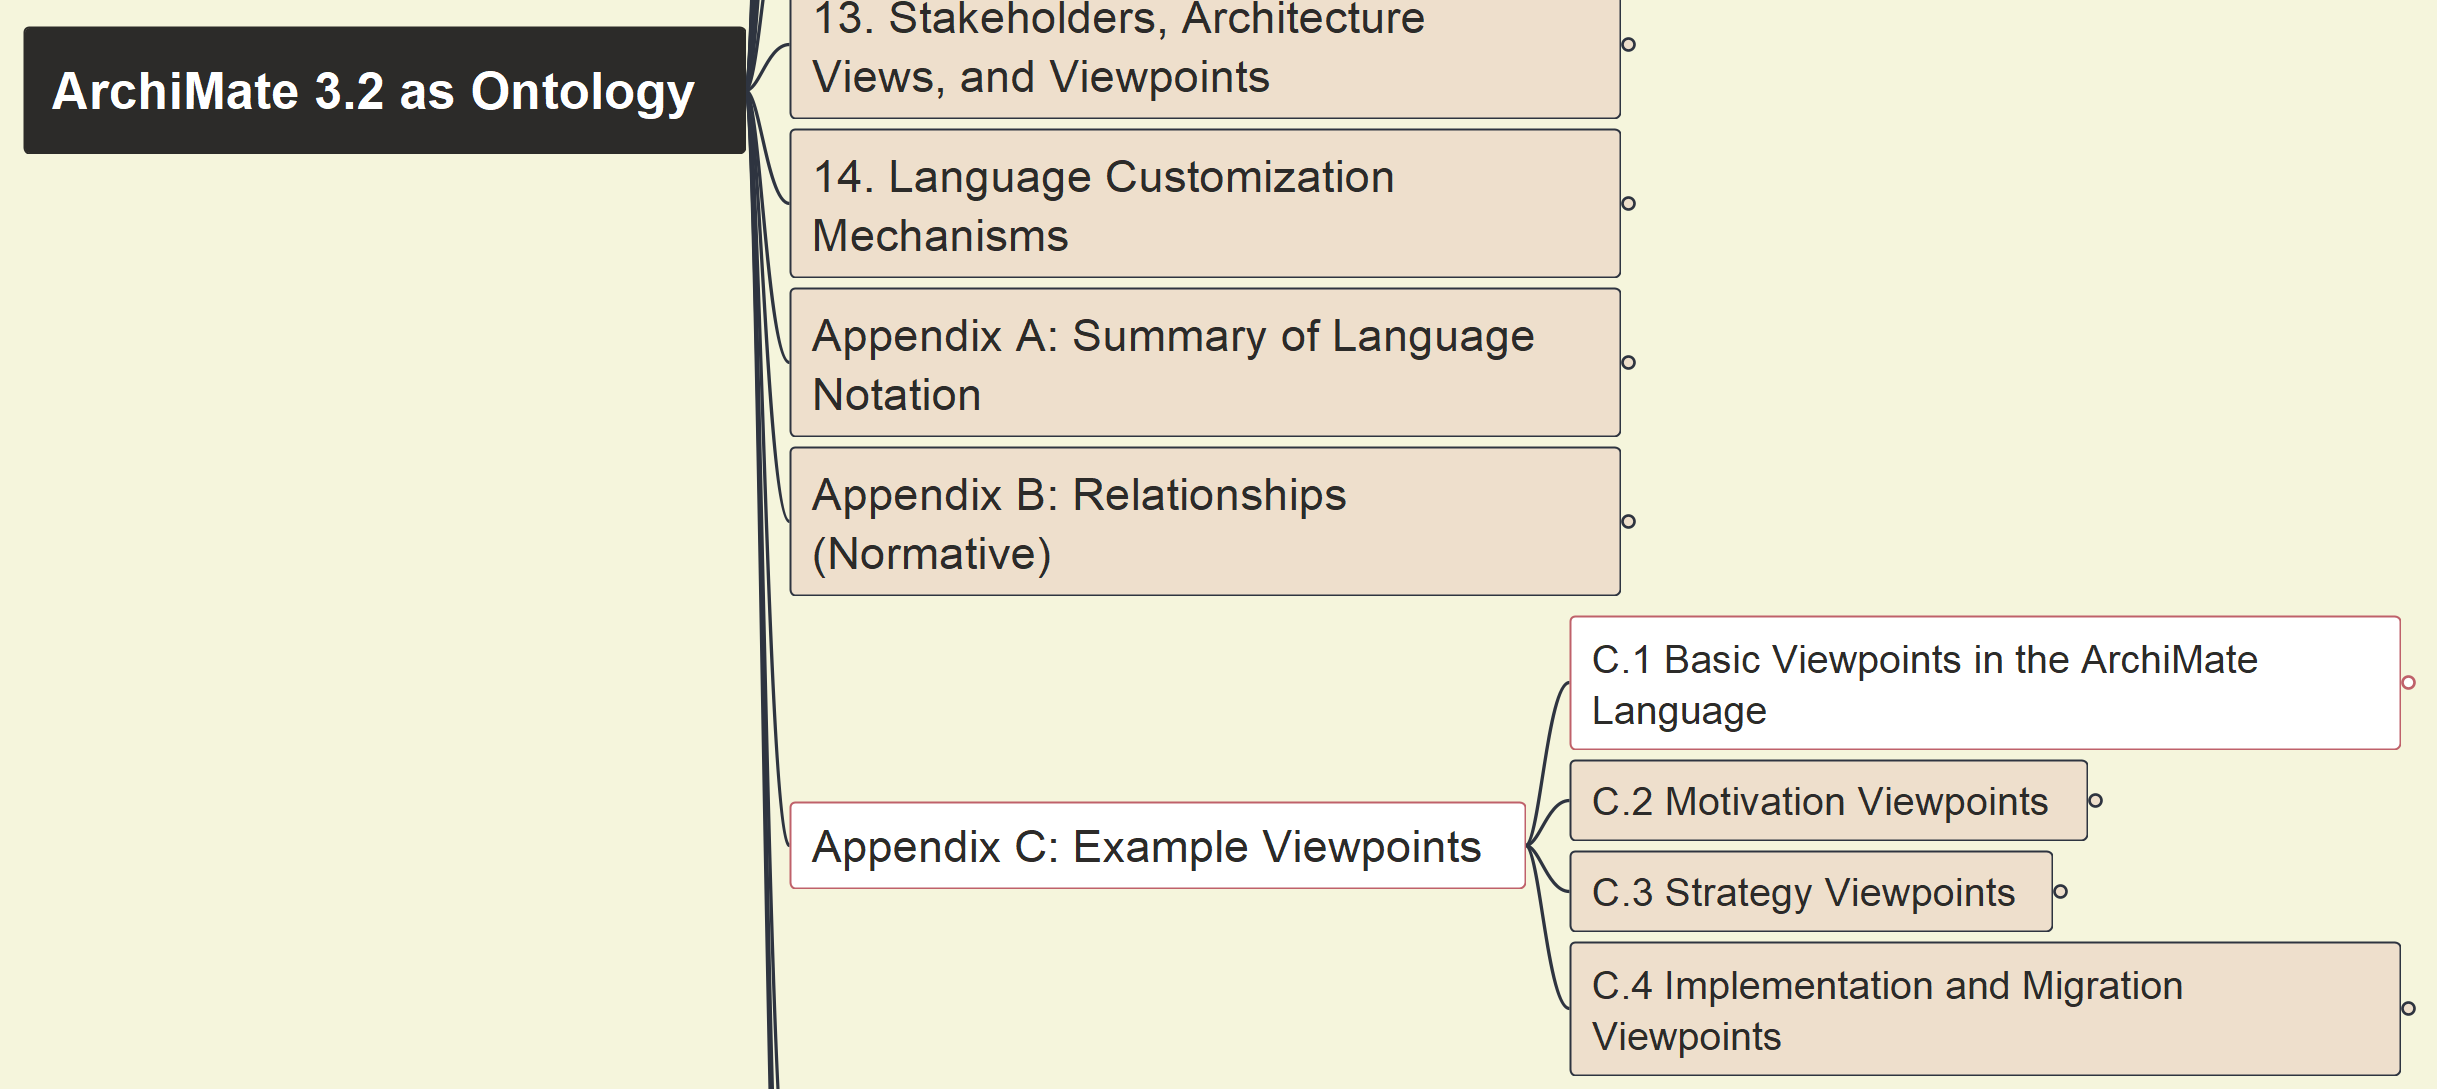 ArchiMate 3.2 as Ontology
13. Stakeholders, Architecture
Views, and Viewpoints
14. Language Customization
Mechanisms
Appendix A: Summary of Language
Notation
Appendix B: Relationships
(Normative)
Appendix C: Example Viewpoints
C.1 Basic Viewpoints in the ArchiMate
Language
C.2 Motivation Viewpoints
C.3 Strategy Viewpoints
C.4 Implementation and Migration
Viewpoints